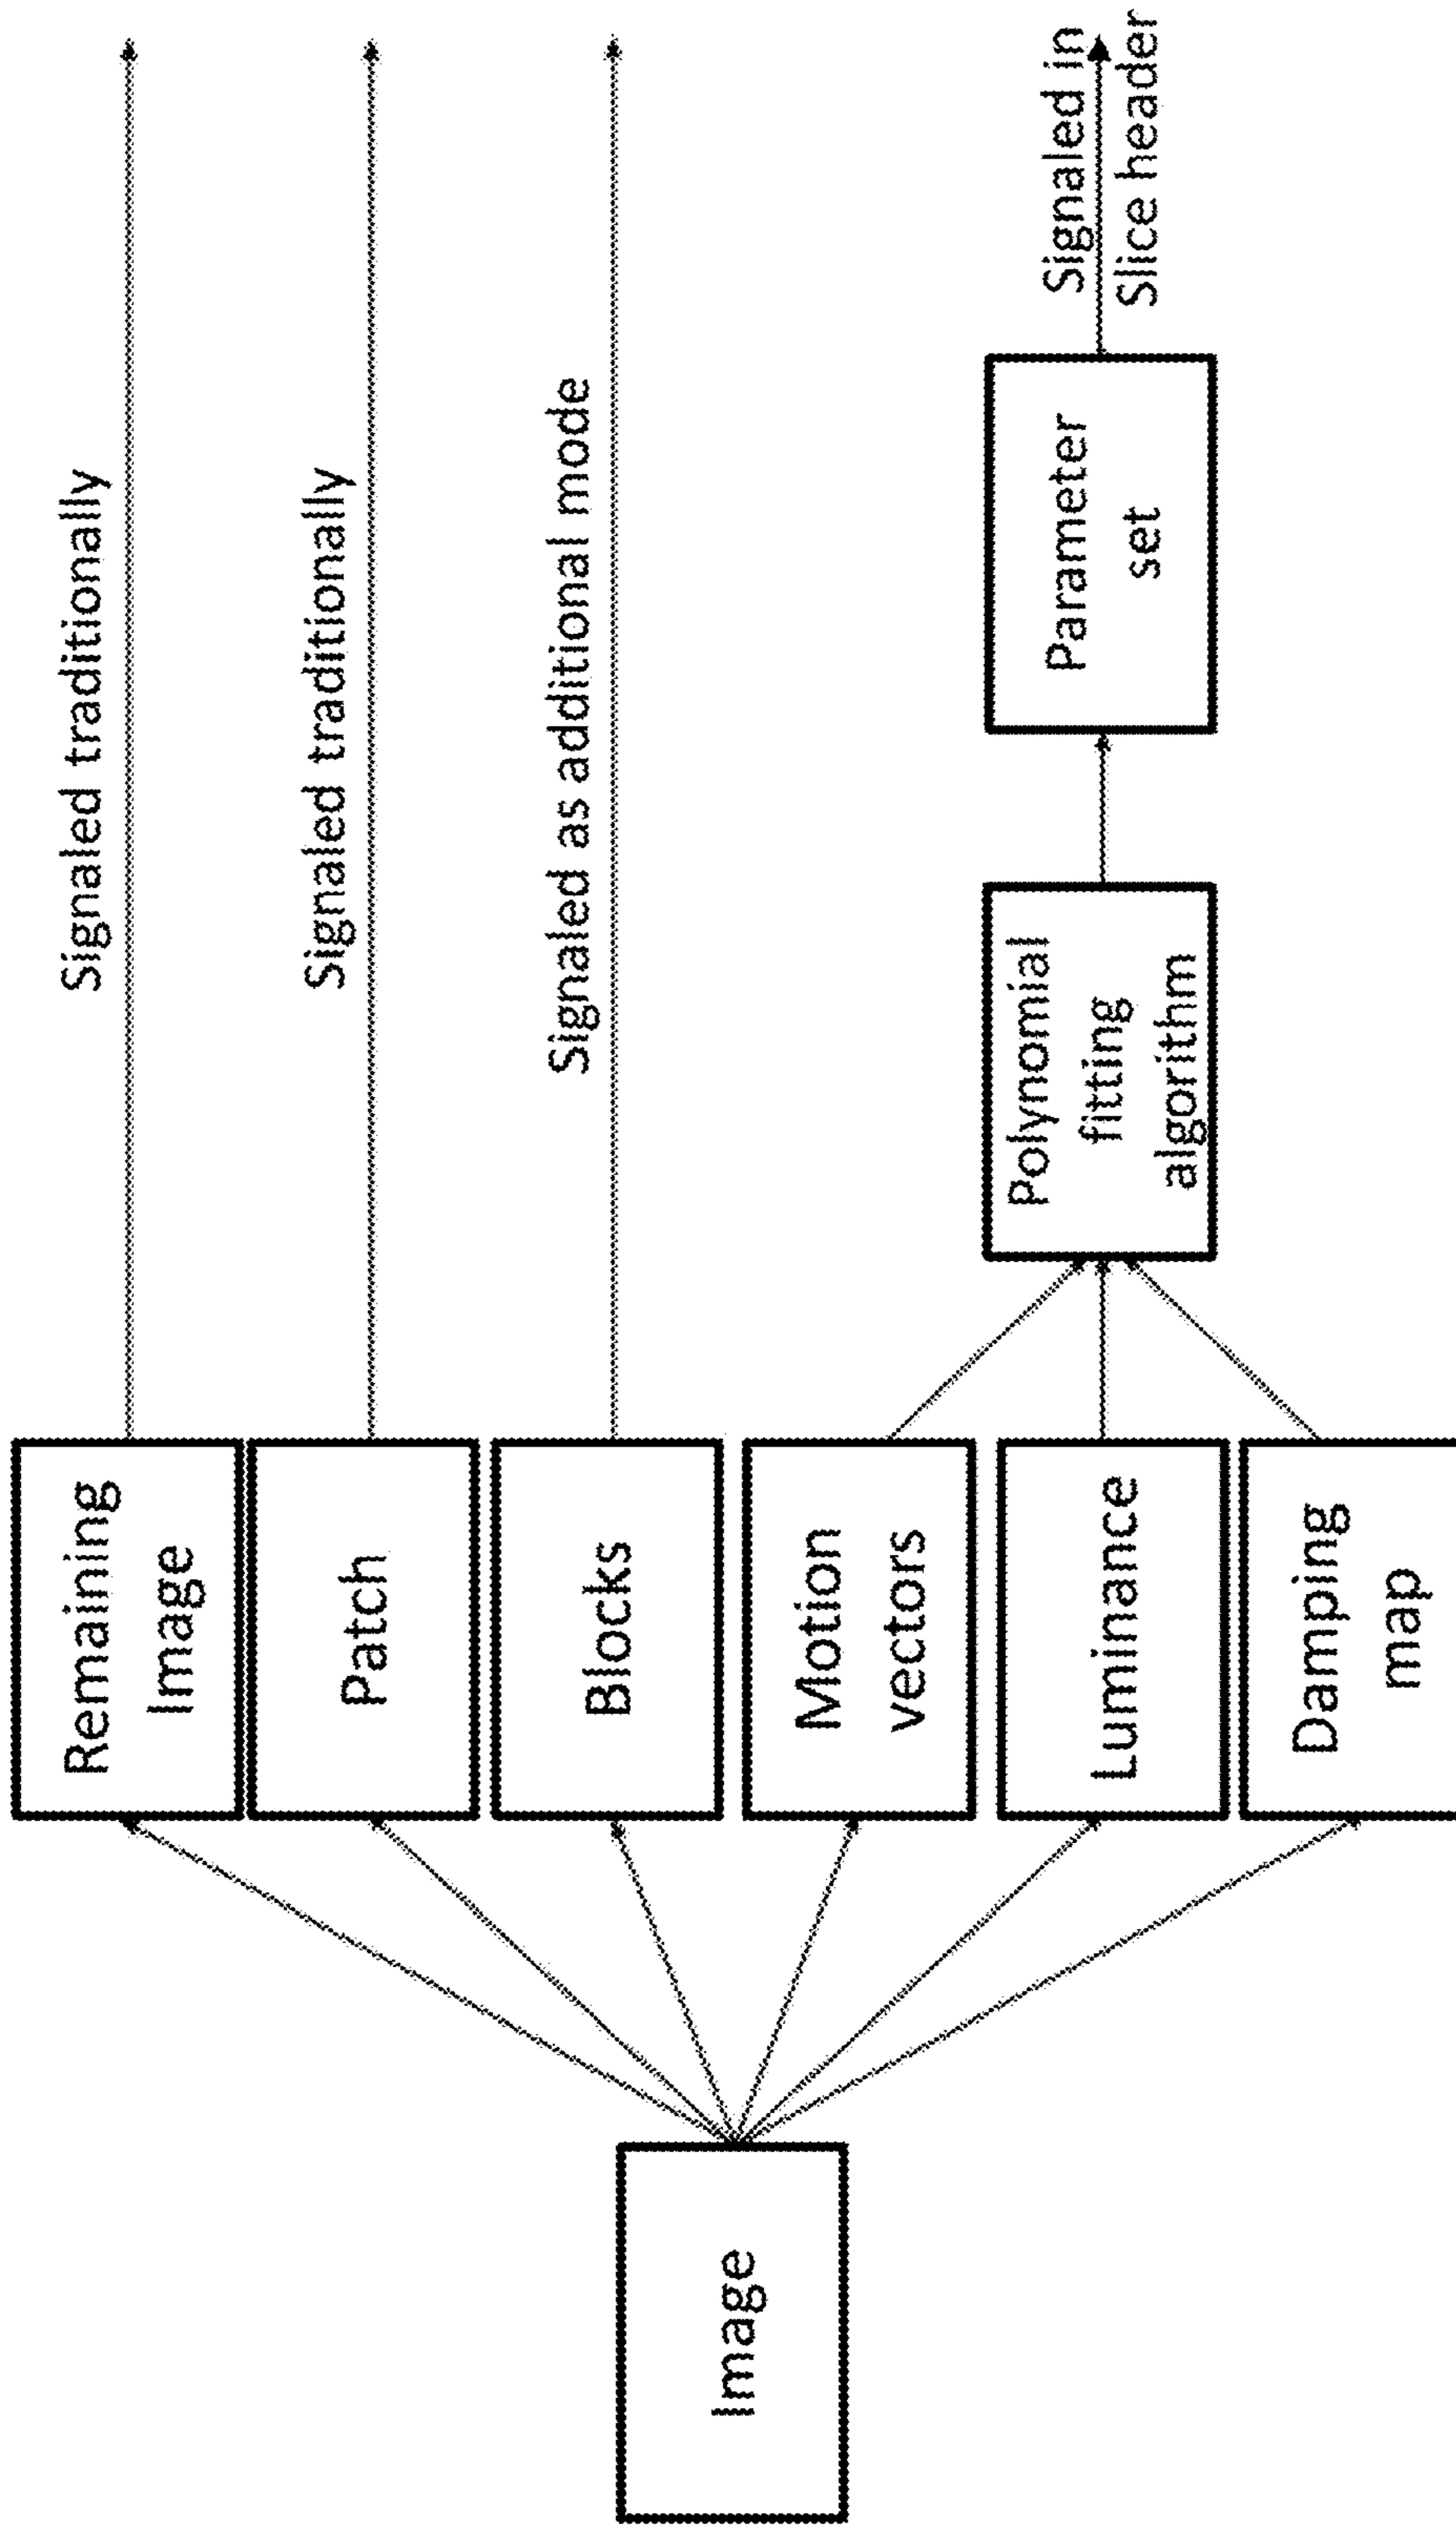 Image
Remaining
Image
Patch
Blocks
Motion
vectors
Luminance
Damping
map
Signaled traditionally
Signaled traditionally
Signaled as additional mode
Polynomial
fitting
algorithm
Parameter
set
Signaled in
Slice header